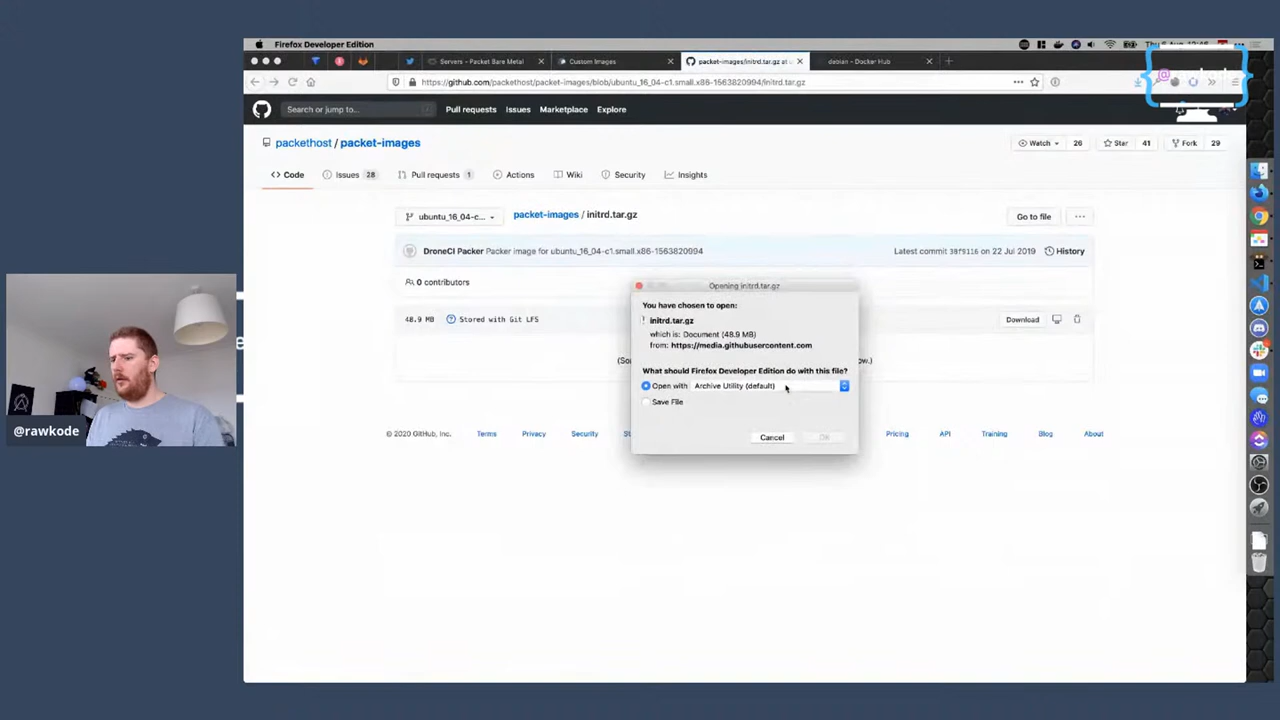 Firefox Developer Edition
Servers - Packet Bare Metal
Custom Images
packet-images/initrd.tar.gz at u
debian - Docker Hub
https://github.com/packethost/packet-images/blob/ubuntu_16_04-c1.small.x86-1563820994/initrd.tar.gz
Search or jump to...
Pull requests
Issues
Marketplace
Explore
packethost / packet-images
Watch
26
Star
41
Fork
29
Code
Issues 28
Pull requests 1
Actions
Wiki
Security
Insights
ubuntu_16_04-c...
packet-images / initrd.tar.gz
Go to file
DroneCI Packer Packer image for ubuntu_16_04-c1.small.x86-1563820994
Latest commit 38f9116 on 22 Jul 2019
History
0 contributors
48.9 MB
Stored with Git LFS
Download
Opening initrd.tar.gz
You have chosen to open:
initrd.tar.gz
which is: Document (48.9 MB)
from: https://media.githubusercontent.com
What should Firefox Developer Edition do with this file?
Open with
Archive Utility (default)
Save File
Cancel
OK
© 2020 GitHub, Inc.
Terms
Privacy
Security
Pricing
API
Training
Blog
About
@rawkode